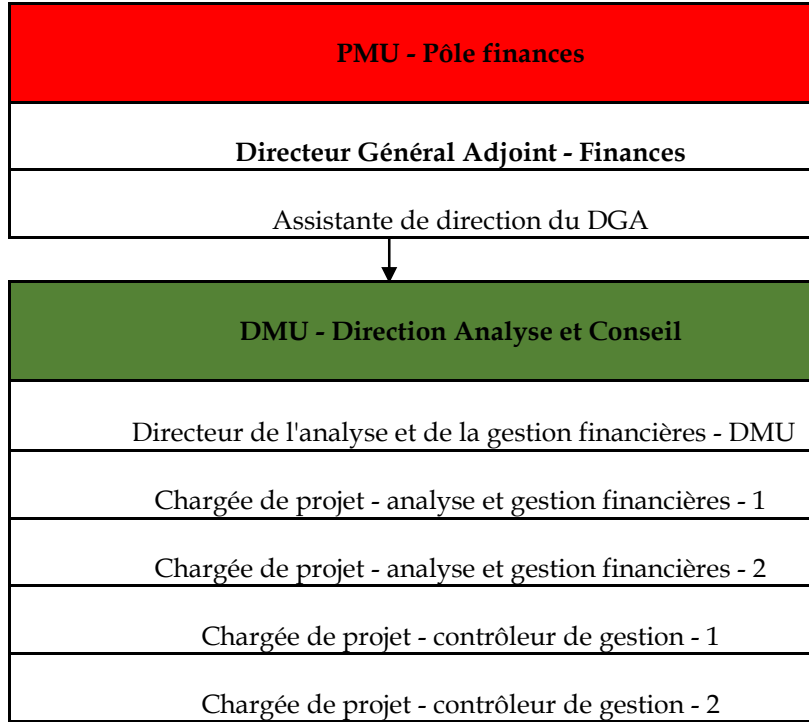 PMU - Pôle finances
Directeur Général Adjoint - Finances
Assistante de direction du DGA
DMU - Direction Analyse et Conseil
Directeur de l'analyse et de la gestion financières - DMU
Chargée de projet - analyse et gestion financières - 1
Chargée de projet - analyse et gestion financières - 2
Chargée de projet - contrôleur de gestion - 1
Chargée de projet - contrôleur de gestion - 2